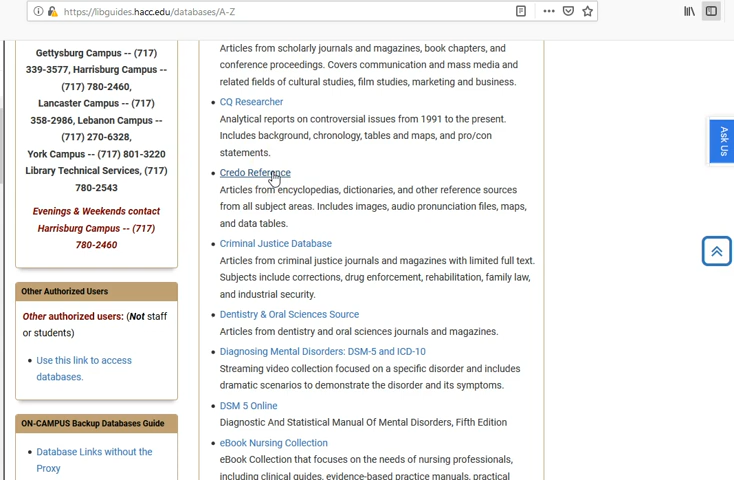 https://libguides.hacc.edu/databases/A-Z
Gettysburg Campus -- (717)
339-3577, Harrisburg Campus --
(717) 780-2460,
Lancaster Campus -- (717)
358-2986, Lebanon Campus --
(717) 270-6328,
York Campus -- (717) 801-3220
Library Technical Services, (717)
780-2543
Evenings & Weekends contact
Harrisburg Campus -- (717)
780-2460
Other Authorized Users
Other authorized users: (Not staff
or students)
Use this link to access
databases.
ON-CAMPUS Backup Databases Guide
Database Links without the
Proxy
Articles from scholarly journals and magazines, book chapters, and
conference proceedings. Covers communication and mass media and
related fields of cultural studies, film studies, marketing and business.
CQ Researcher
Analytical reports on controversial issues from 1991 to the present.
Includes background, chronology, tables and maps, and pro/con
statements.
Credo Reference
Articles from encyclopedias, dictionaries, and other reference sources
from all subject areas. Includes images, audio pronunciation files, maps,
and data tables.
Criminal Justice Database
Articles from criminal justice journals and magazines with limited full text.
Subjects include corrections, drug enforcement, rehabilitation, family law,
and industrial security.
Dentistry & Oral Sciences Source
Articles from dentistry and oral sciences journals and magazines.
Diagnosing Mental Disorders: DSM-5 and ICD-10
Streaming video collection focused on a specific disorder and includes
dramatic scenarios to demonstrate the disorder and its symptoms.
DSM 5 Online
Diagnostic And Statistical Manual Of Mental Disorders, Fifth Edition
eBook Nursing Collection
eBook Collection that focuses on the needs of nursing professionals,
including clinical guides, evidence-based practice manuals, practical
Ask Us